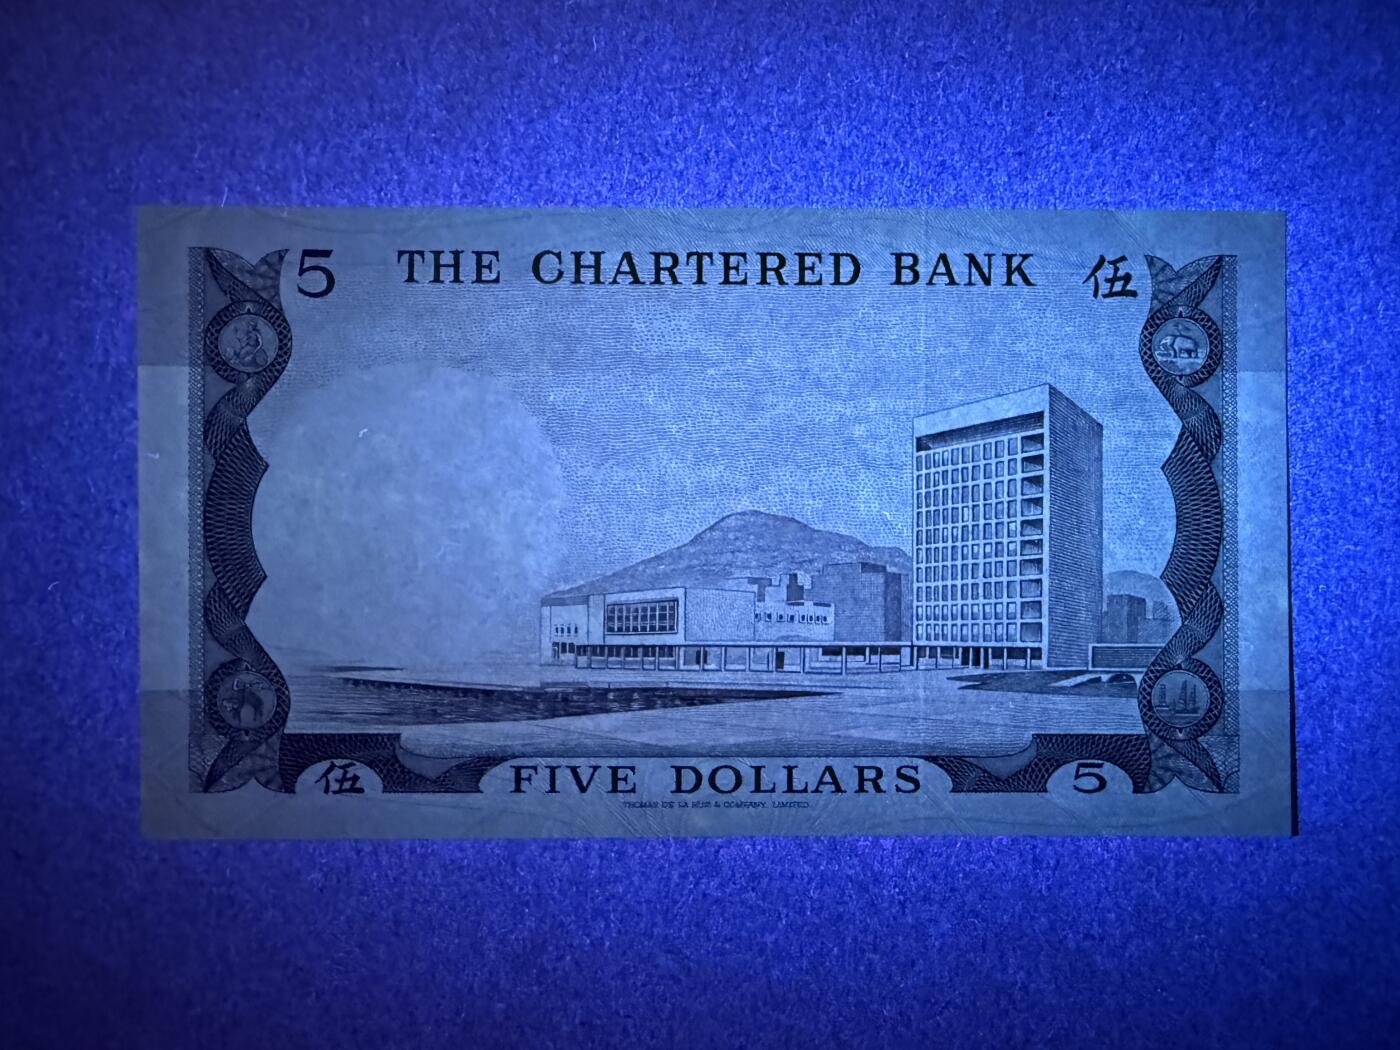 5 THE CHARTERED BANK 伍
伍 FIVE DOLLARS 5
THOMAS DE LA RUE & COMPANY, LIMITED.